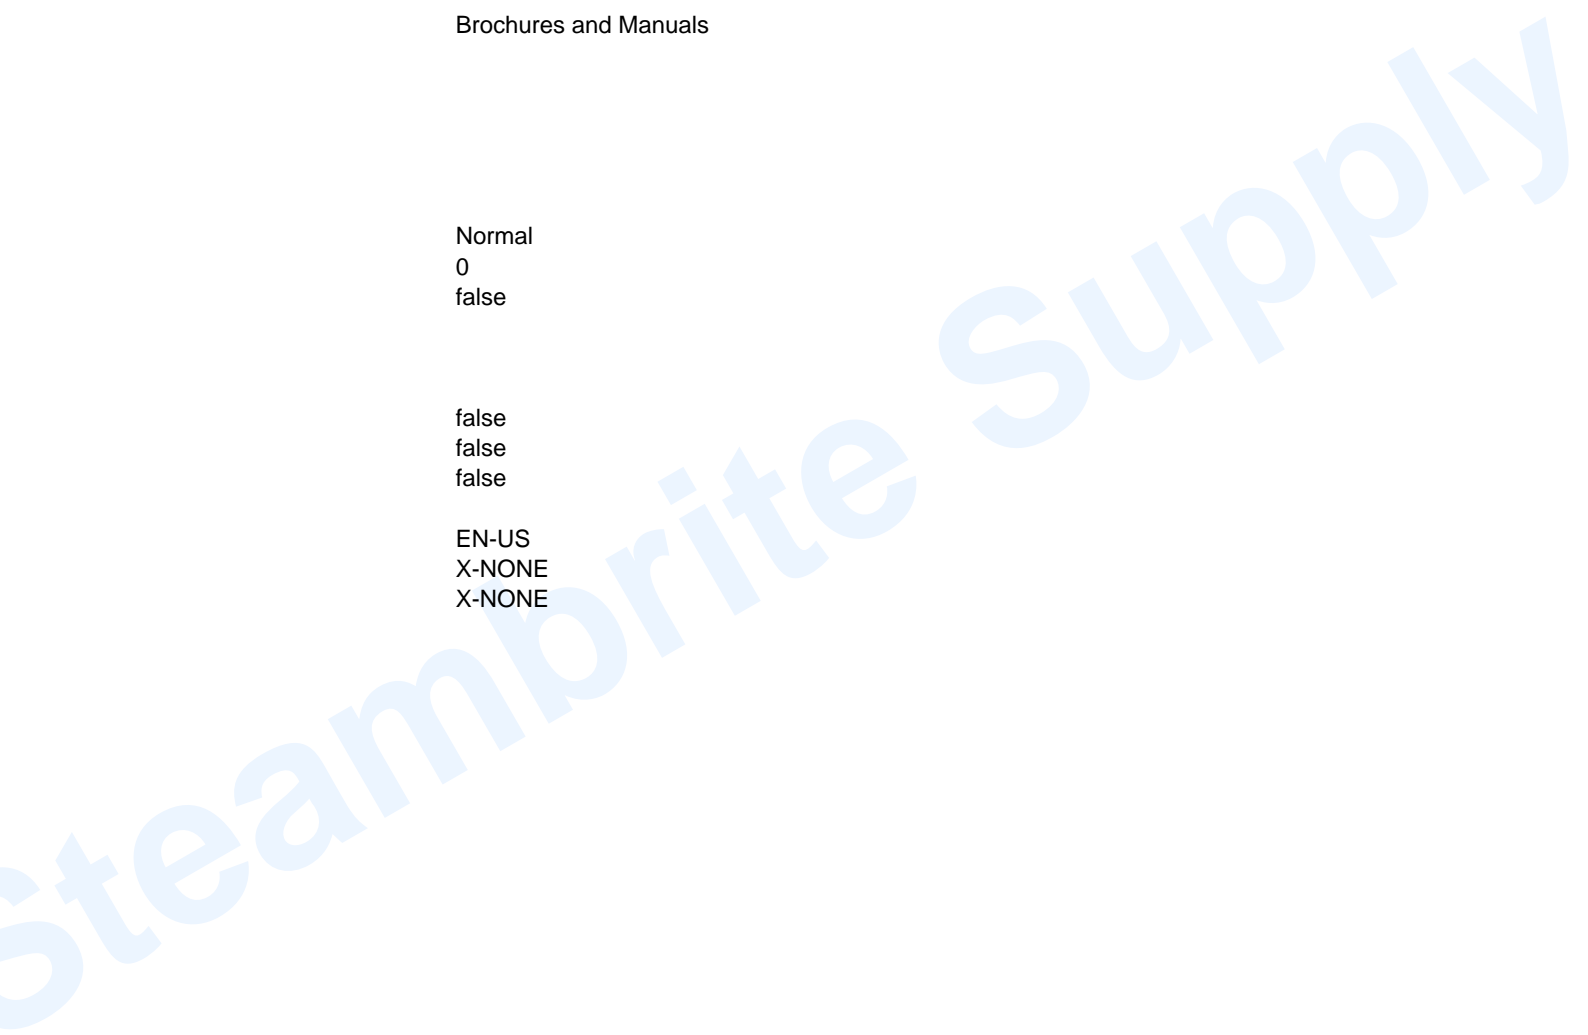 Brochures and Manuals
Normal
0
false
false
false
false
EN-US
X-NONE
X-NONE
Steambrite Supply